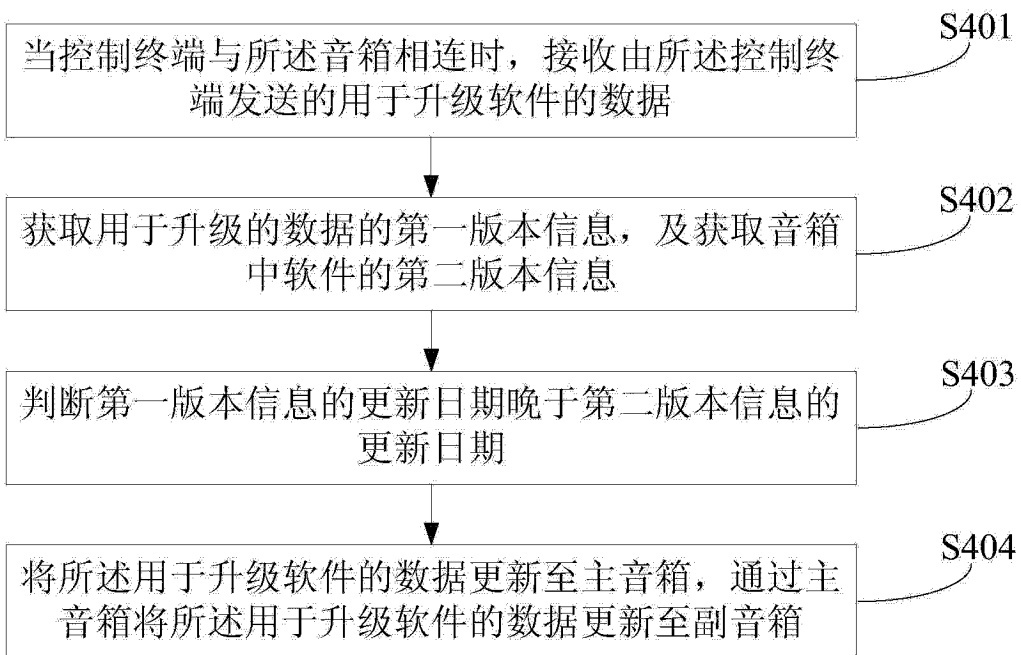 S401
当控制终端与所述音箱相连时，接收由所述控制终
端发送的用于升级软件的数据
S402
获取用于升级的数据的第一版本信息，及获取音箱
中软件的第二版本信息
S403
判断第一版本信息的更新日期晚于第二版本信息的
更新日期
S404
将所述用于升级软件的数据更新至主音箱，通过主
音箱将所述用于升级软件的数据更新至副音箱